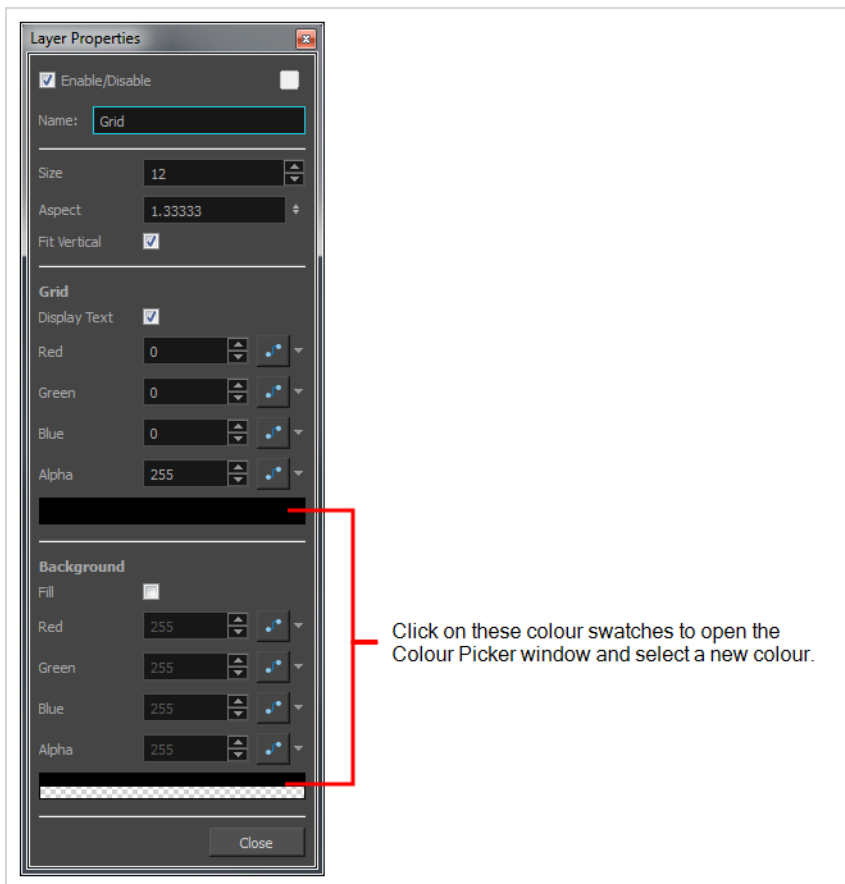 Layer Properties
Enable/Disable
Name: Grid
Size 12
Aspect 1.33333
Fit Vertical
Grid
Display Text
Red 0
Green 0
Blue 0
Alpha 255
Background
Fill
Red 255
Green 255
Blue 255
Alpha 255
Close
Click on these colour swatches to open the
Colour Picker window and select a new colour.